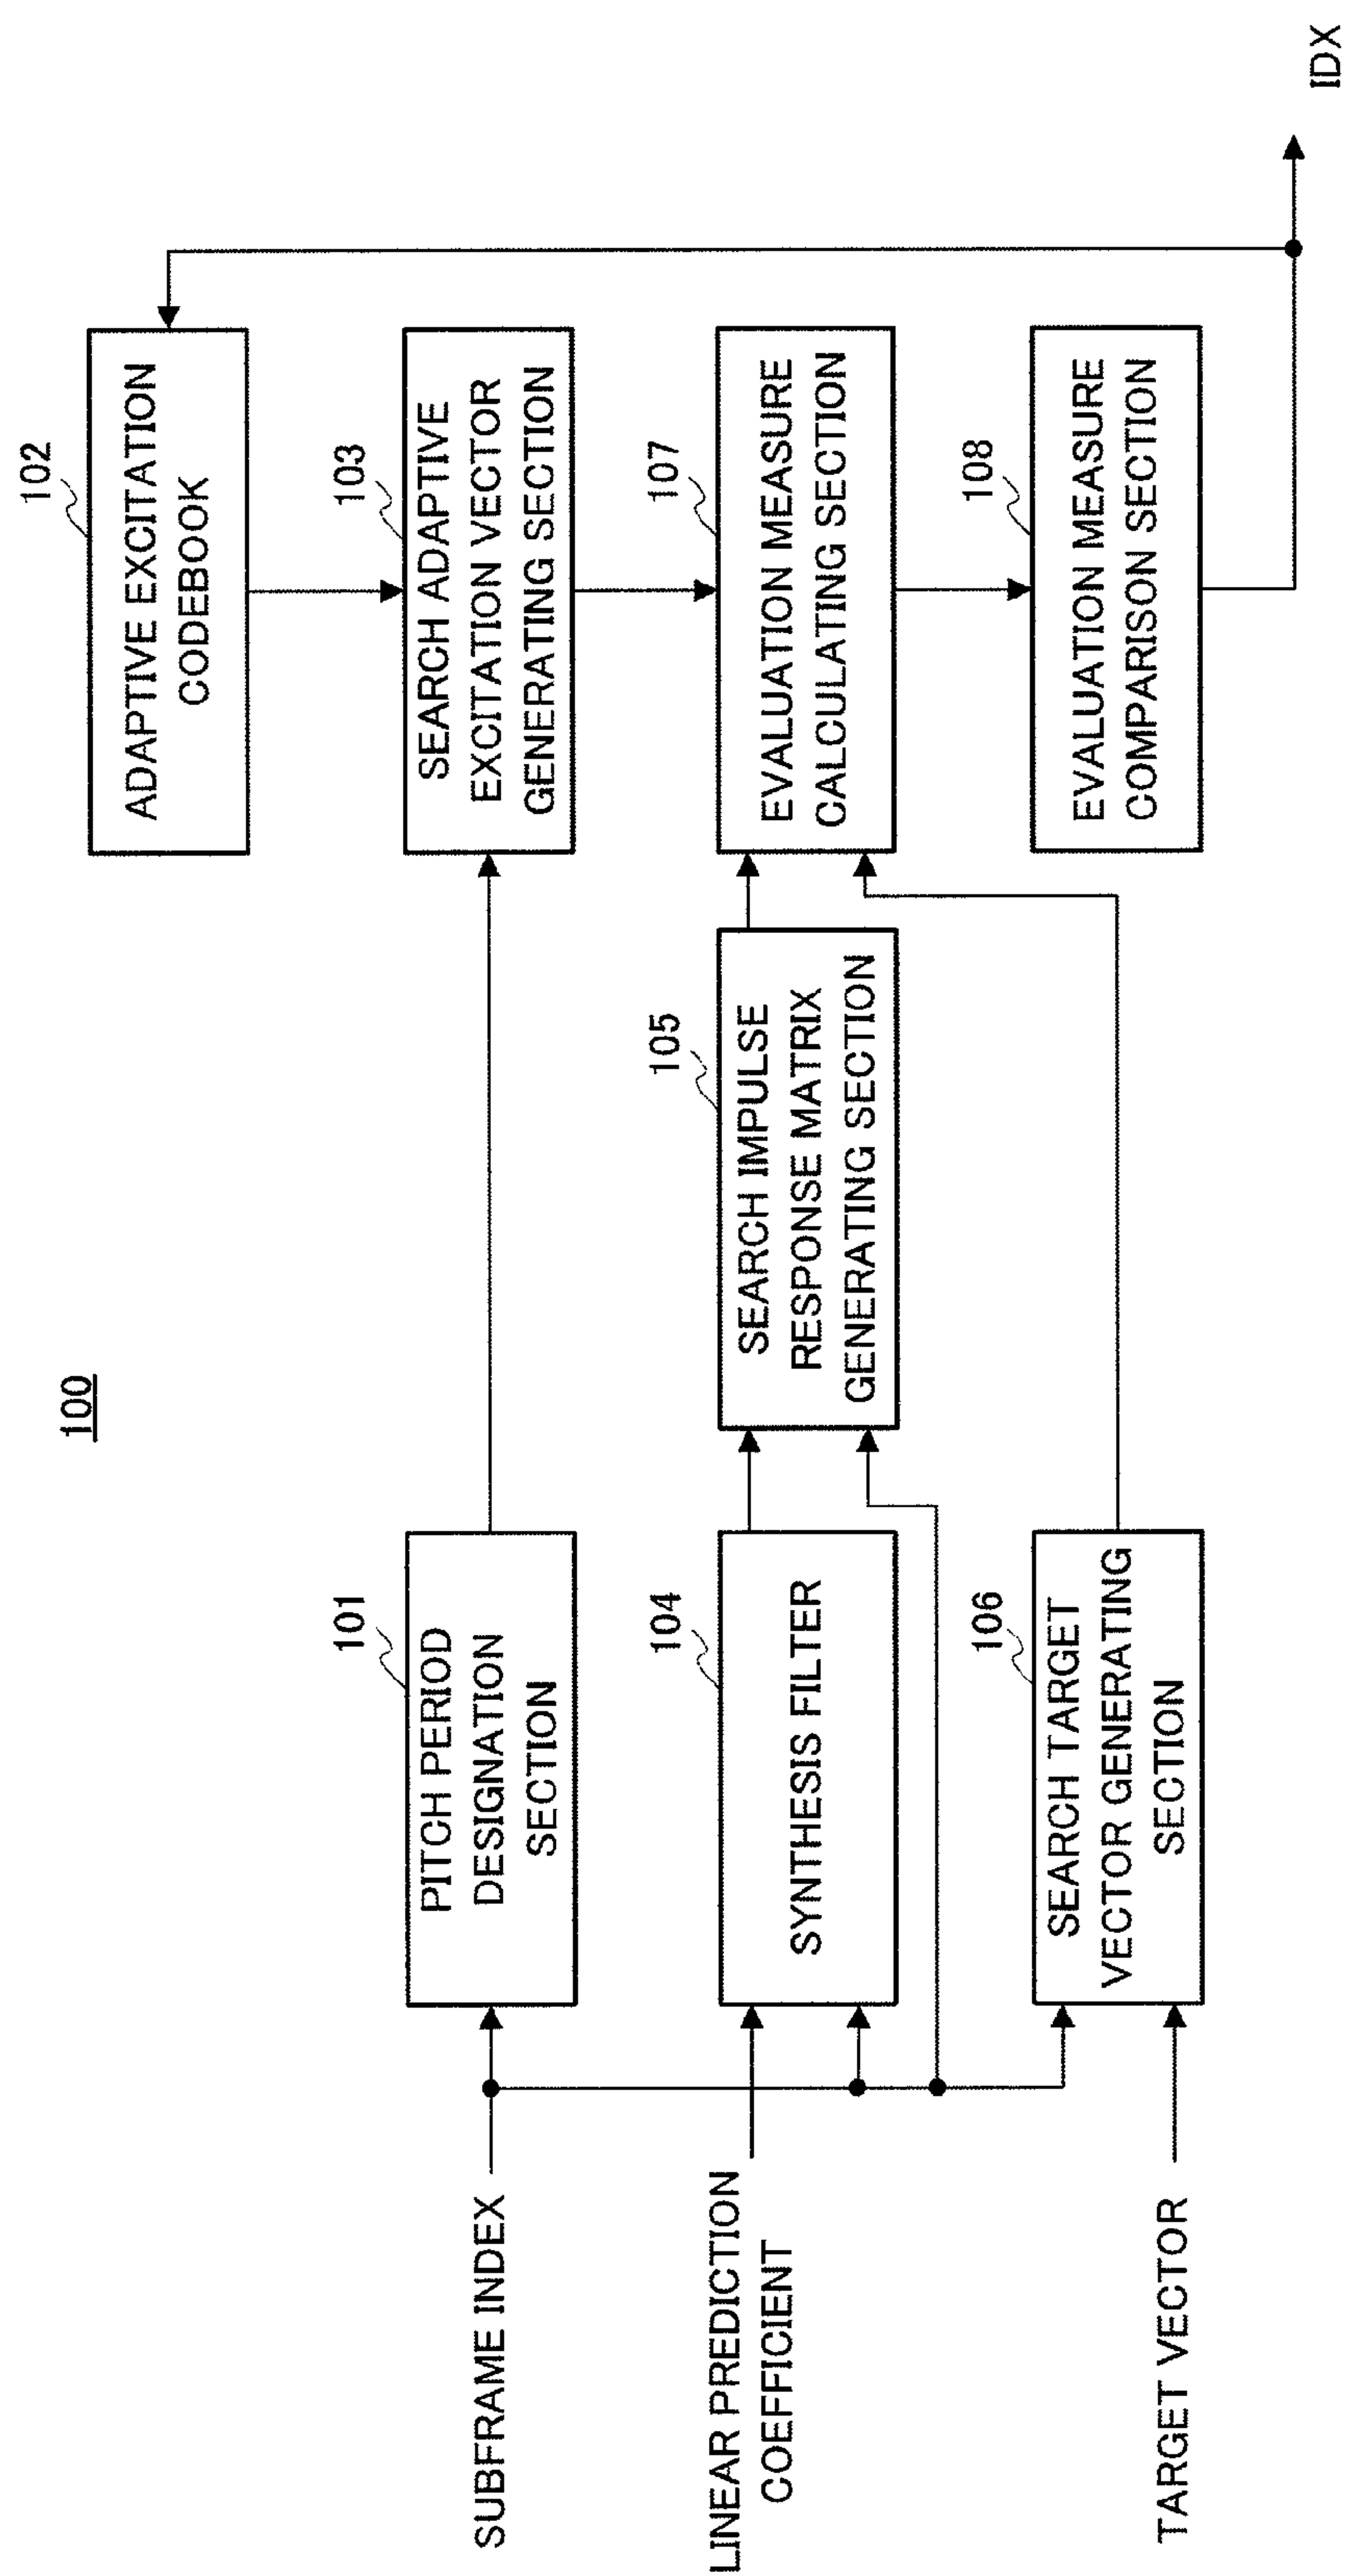 100
102
ADAPTIVE EXCITATION
CODEBOOK
101
PITCH PERIOD
DESIGNATION
SECTION
103
SEARCH ADAPTIVE
EXCITATION VECTOR
GENERATING SECTION
SUBFRAME INDEX
104
SYNTHESIS FILTER
105
SEARCH IMPULSE
RESPONSE MATRIX
GENERATING SECTION
107
EVALUATION MEASURE
CALCULATING SECTION
LINEAR PREDICTION
COEFFICIENT
106
SEARCH TARGET
VECTOR GENERATING
SECTION
108
EVALUATION MEASURE
COMPARISON SECTION
TARGET VECTOR
IDX